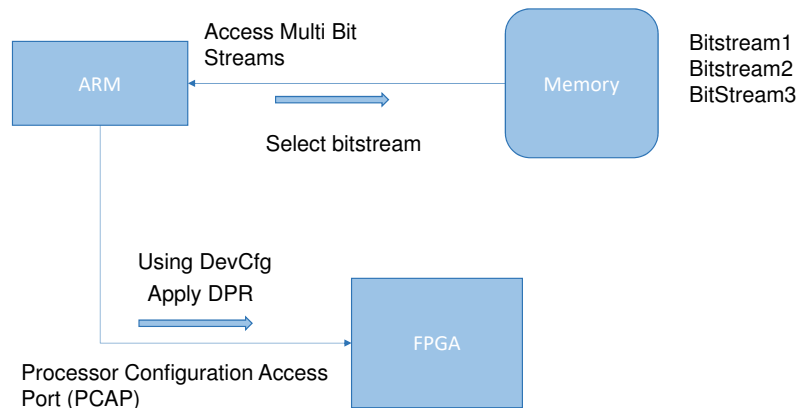 Access Multi Bit
Streams
ARM
Memory
Bitstream1
Bitstream2
BitStream3
Select bitstream
Using DevCfg
Apply DPR
FPGA
Processor Configuration Access
Port (PCAP)